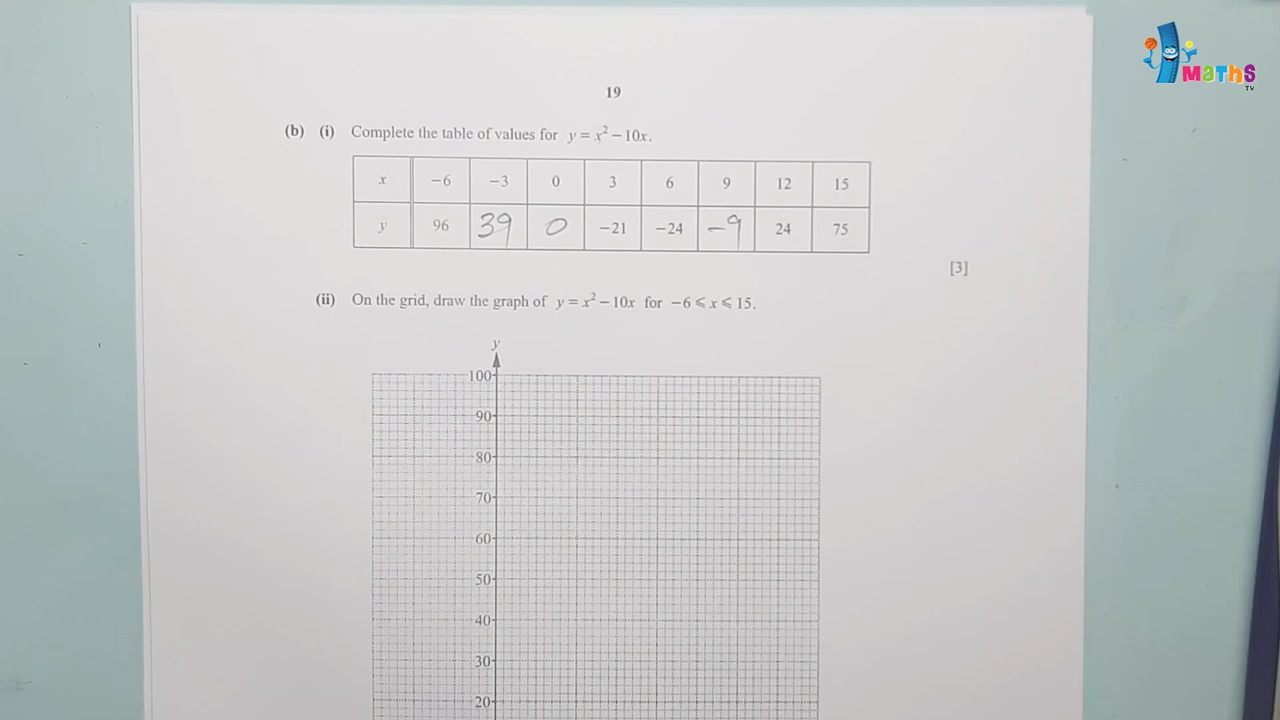 MATHS
TV
19
(b) (i) Complete the table of values for y = x² − 10x.
x −6 −3 0 3 6 9 12 15
y 96 39 0 −21 −24 −9 24 75
[3]
(ii) On the grid, draw the graph of y = x² − 10x for −6 ⩽ x ⩽ 15.
y
100
90
80
70
60
50
40
30
20